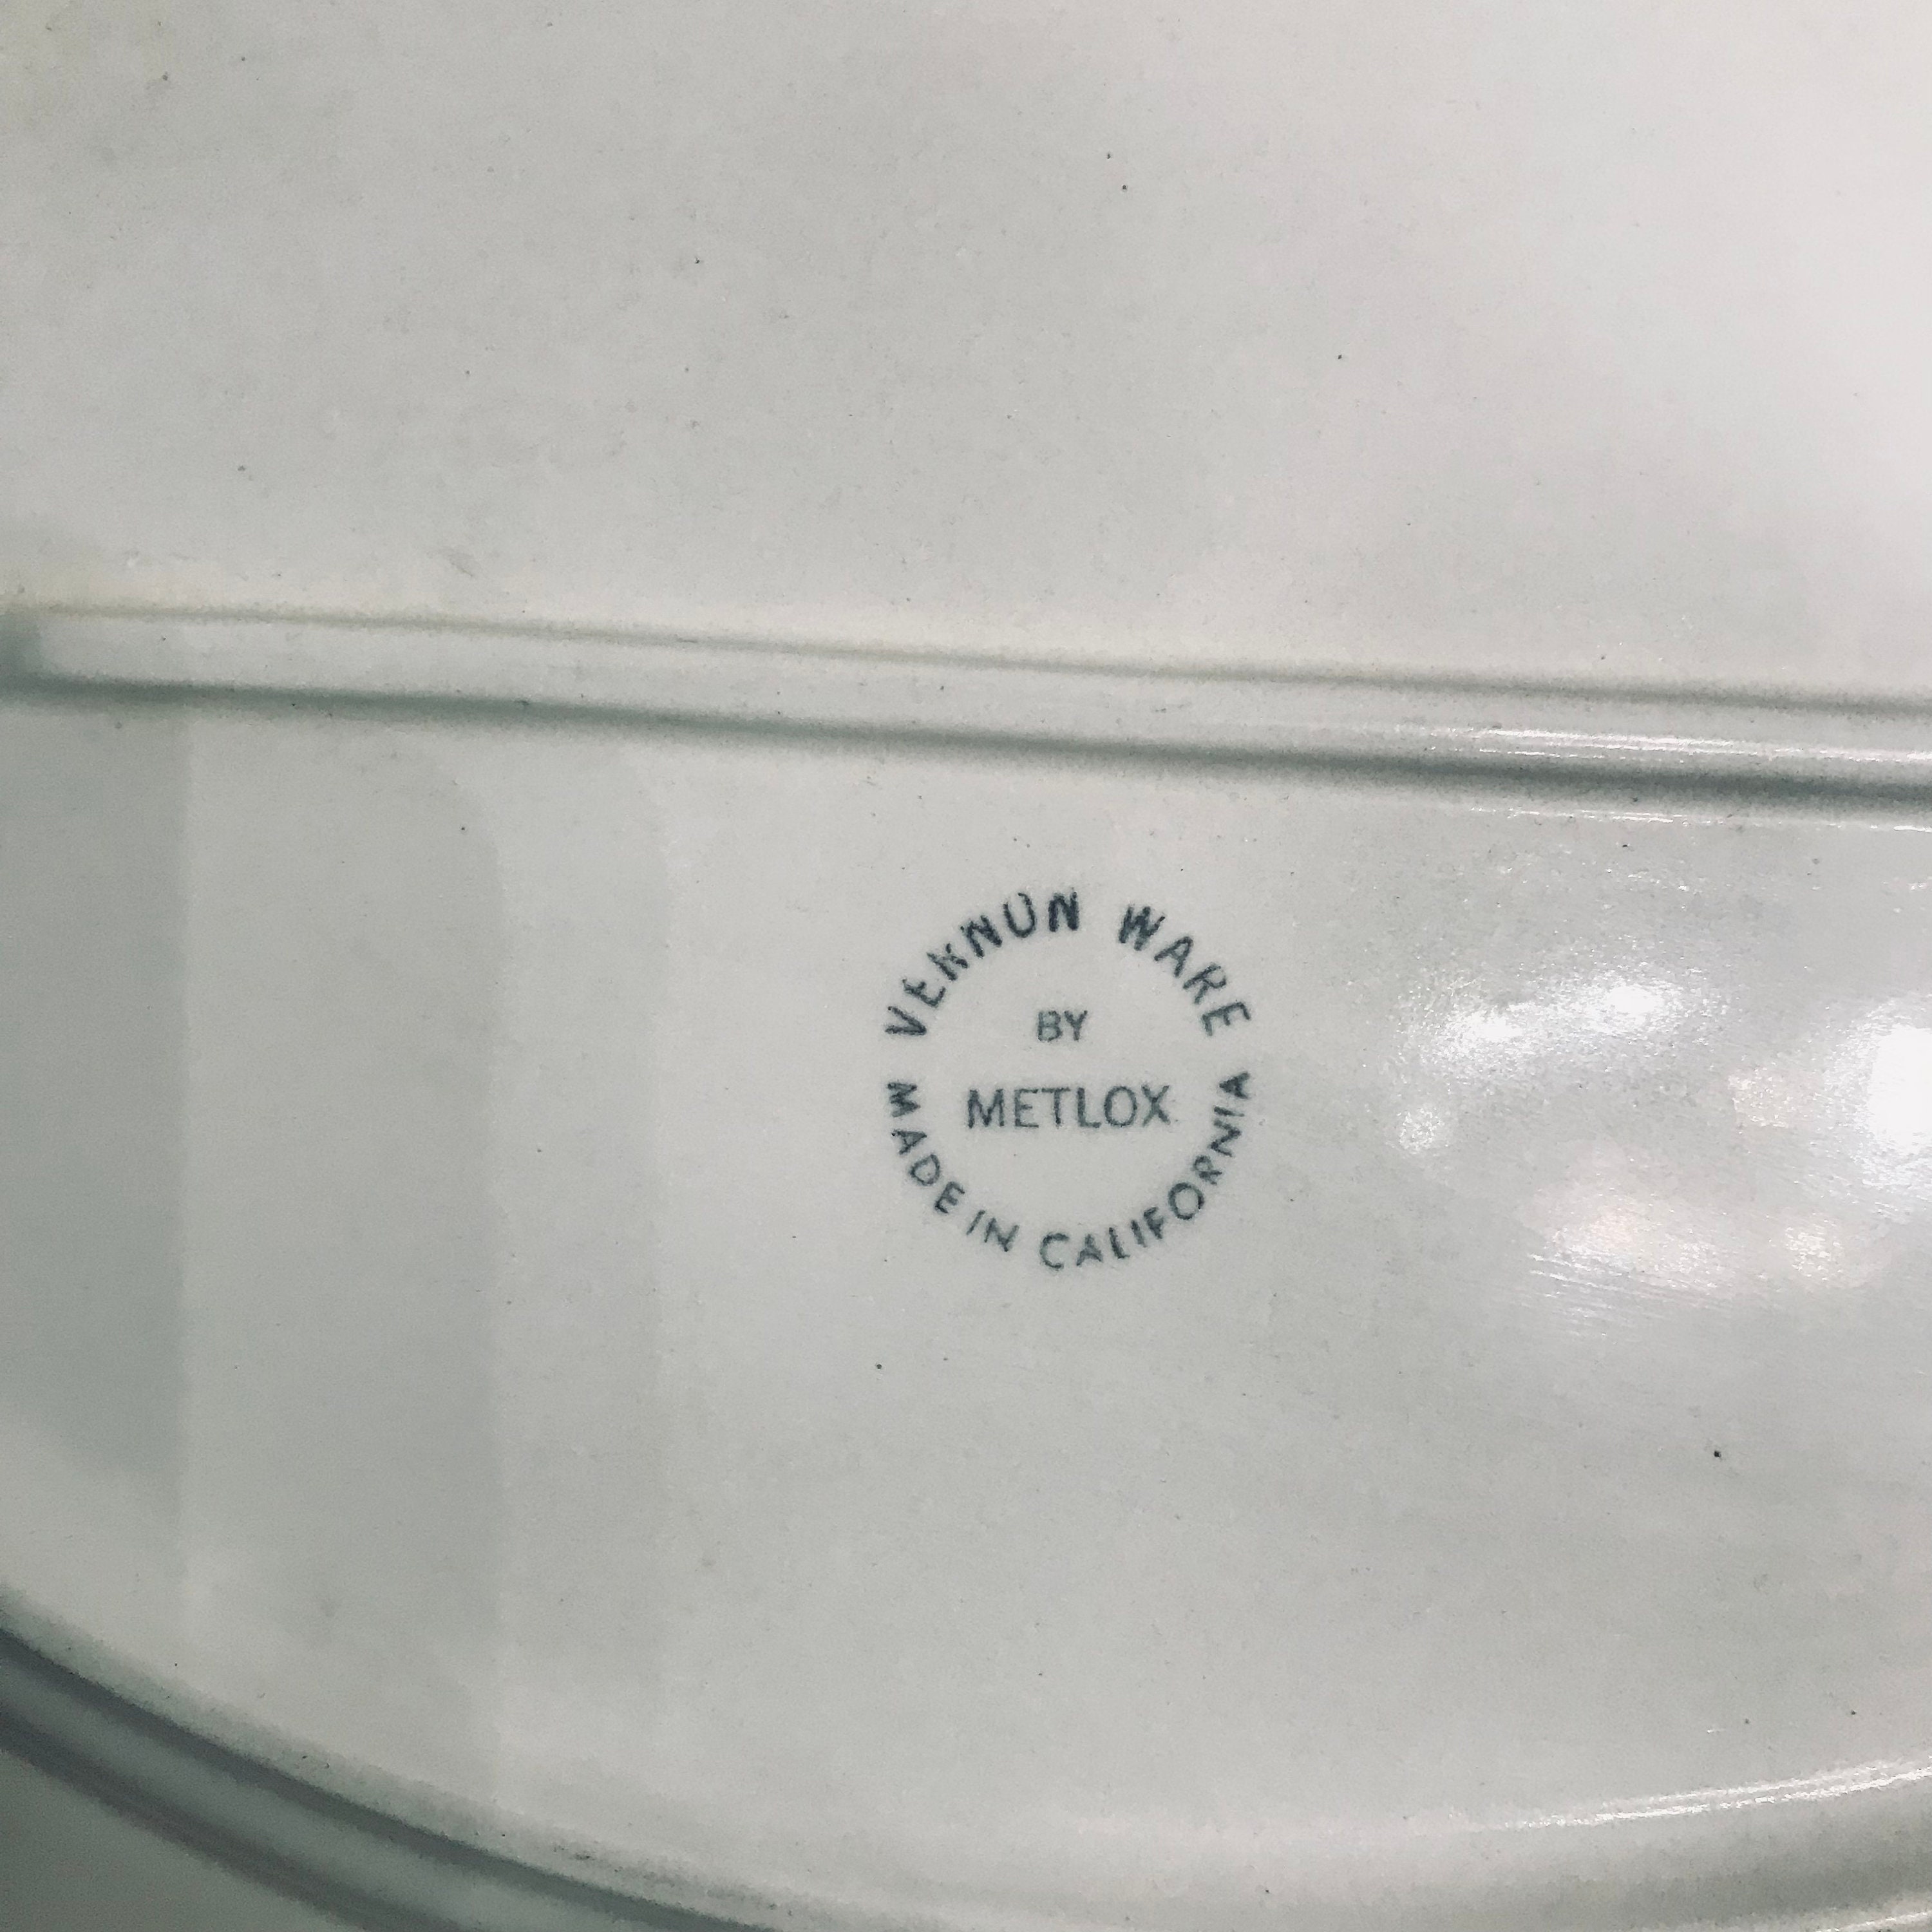 VERNON WARE
BY
METLOX
MADE IN CALIFORNIA